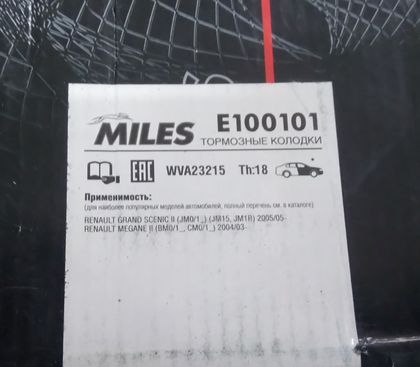 MILES
E100101
ТОРМОЗНЫЕ КОЛОДКИ
EAC WVA23215 Th:18
Применимость:
(для наиболее популярных моделей автомобилей, полный перечень см. в каталоге)
RENAULT GRAND SCENIC II (JM0/1_) (JM15, JM1R) 2005/05-
RENAULT MEGANE II (BM0/1_, CM0/1_) 2004/03-